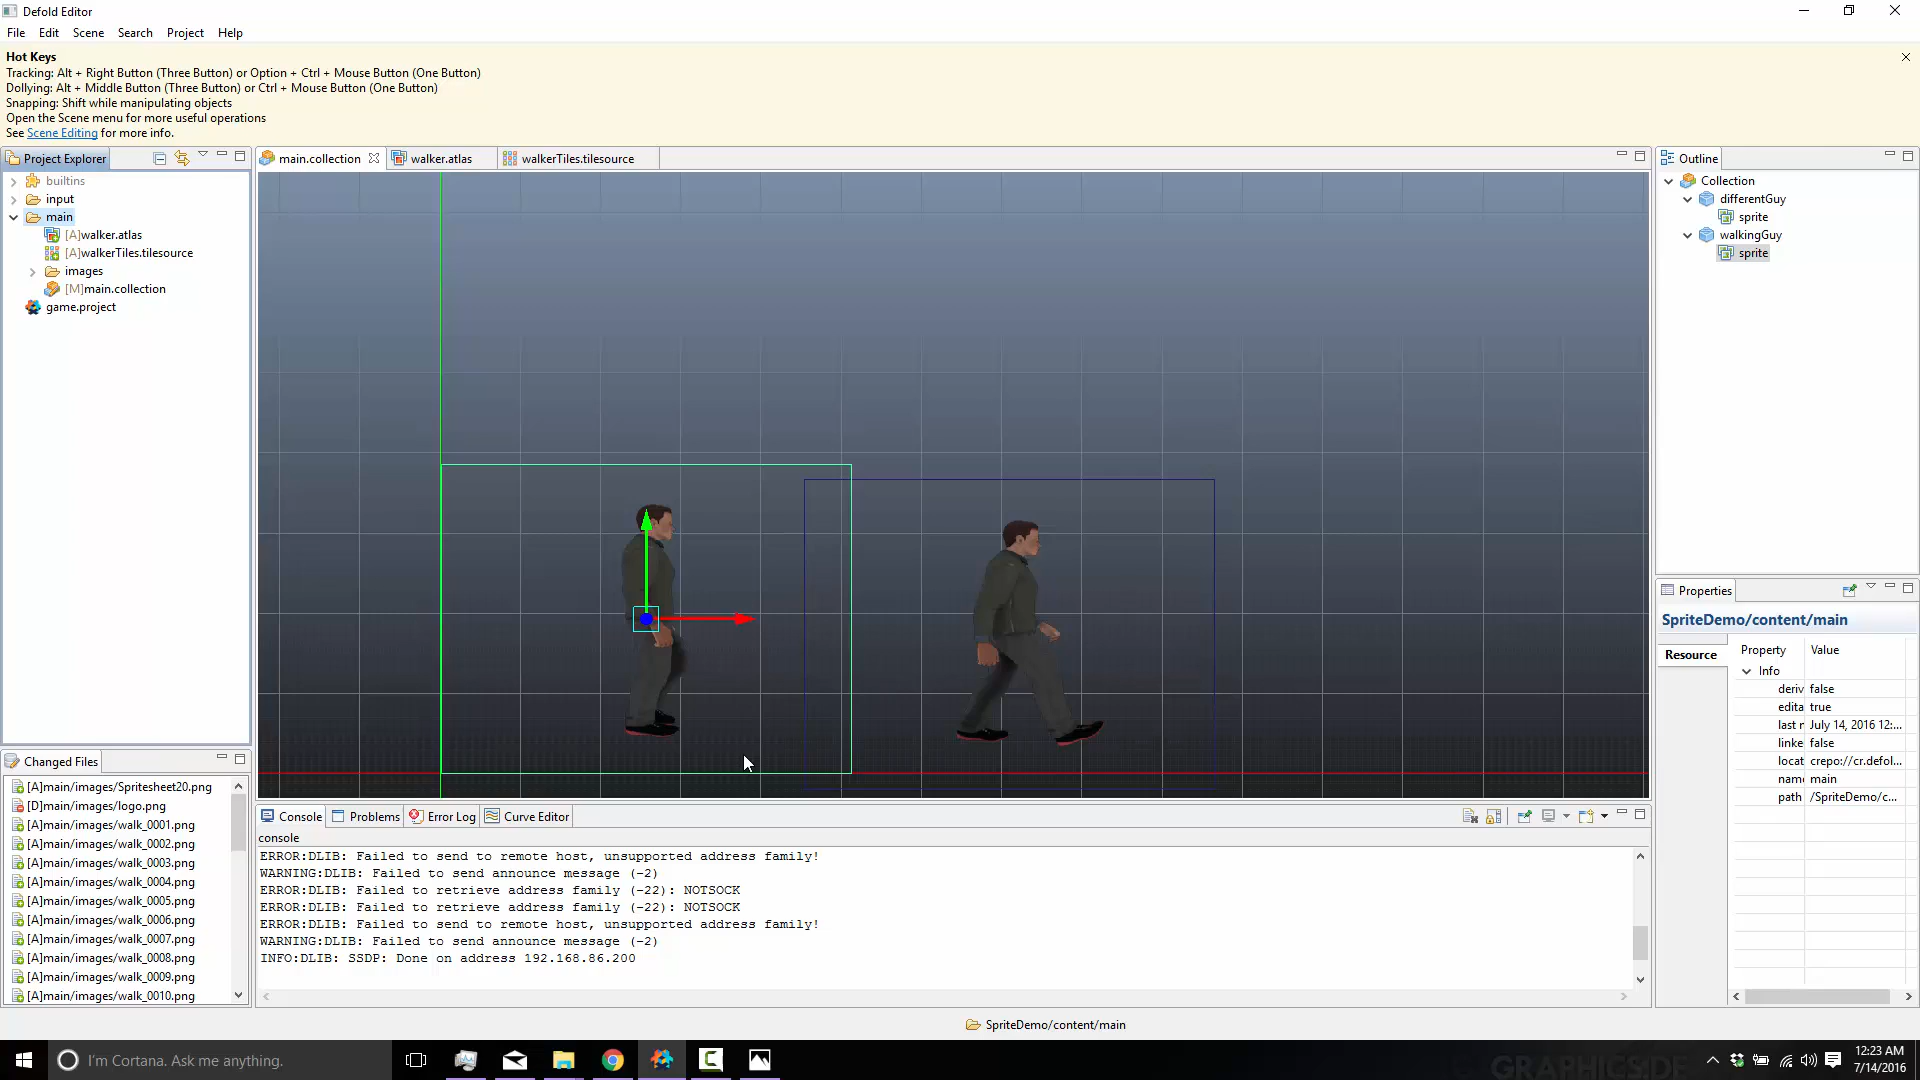 Defold Editor
File Edit Scene Search Project Help
Hot Keys
Tracking: Alt + Right Button (Three Button) or Option + Ctrl + Mouse Button (One Button)
Dollying: Alt + Middle Button (Three Button) or Ctrl + Mouse Button (One Button)
Snapping: Shift while manipulating objects
Open the Scene menu for more useful operations
See Scene Editing for more info.
Project Explorer
builtins
input
main
[A]walker.atlas
[A]walkerTiles.tilesource
images
[M]main.collection
game.project
main.collection
walker.atlas
walkerTiles.tilesource
Outline
Collection
differentGuy
sprite
walkingGuy
sprite
Properties
SpriteDemo/content/main
Resource
Property Value
Info
deriv false
edita true
last r July 14, 2016 12:...
linke false
locat crepo://cr.defol...
name main
path /SpriteDemo/c...
Changed Files
[A]main/images/Spritesheet20.png
[D]main/images/logo.png
[A]main/images/walk_0001.png
[A]main/images/walk_0002.png
[A]main/images/walk_0003.png
[A]main/images/walk_0004.png
[A]main/images/walk_0005.png
[A]main/images/walk_0006.png
[A]main/images/walk_0007.png
[A]main/images/walk_0008.png
[A]main/images/walk_0009.png
[A]main/images/walk_0010.png
Console Problems Error Log Curve Editor
console
ERROR:DLIB: Failed to send to remote host, unsupported address family!
WARNING:DLIB: Failed to send announce message (-2)
ERROR:DLIB: Failed to retrieve address family (-22): NOTSOCK
ERROR:DLIB: Failed to retrieve address family (-22): NOTSOCK
ERROR:DLIB: Failed to send to remote host, unsupported address family!
WARNING:DLIB: Failed to send announce message (-2)
INFO:DLIB: SSDP: Done on address 192.168.86.200
SpriteDemo/content/main
I'm Cortana. Ask me anything.
GRAPHICS.DE
12:23 AM
7/14/2016